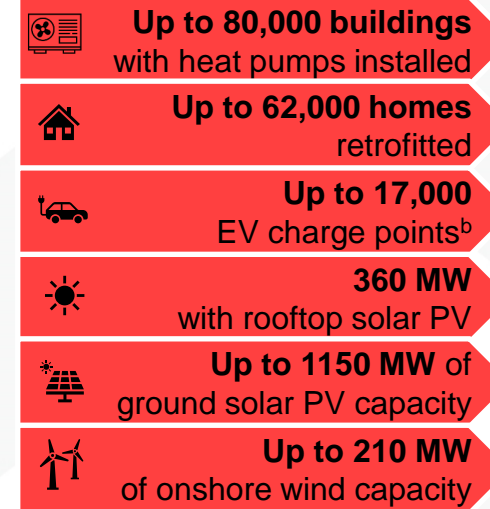 Up to 80,000 buildings
with heat pumps installed
Up to 62,000 homes
retrofitted
Up to 17,000
EV charge pointsᵇ
360 MW
with rooftop solar PV
Up to 1150 MW of
ground solar PV capacity
Up to 210 MW
of onshore wind capacity